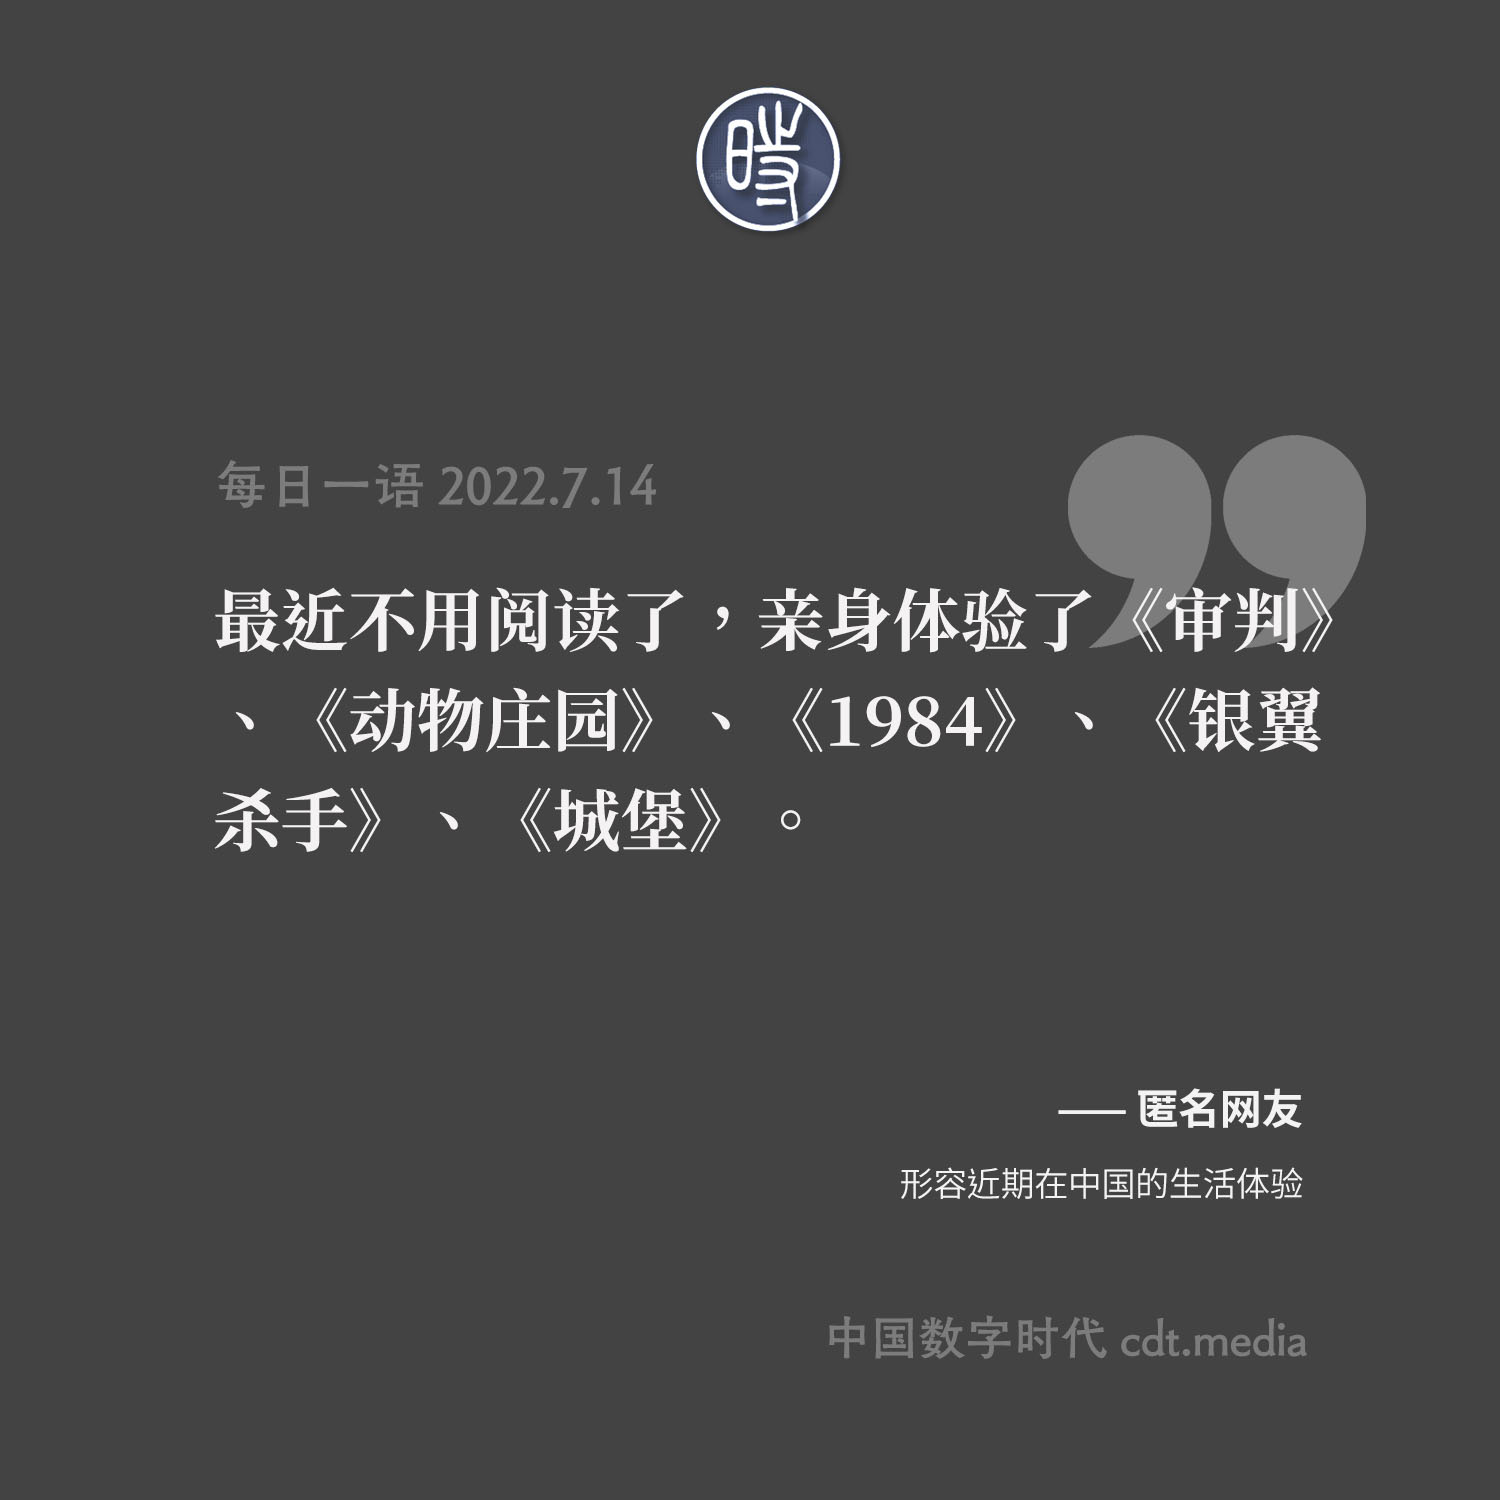 時
每日一语 2022.7.14
最近不用阅读了，亲身体验了《审判》
、《动物庄园》、《1984》、《银翼
杀手》、《城堡》。
—— 匿名网友
形容近期在中国的生活体验
中国数字时代 cdt.media